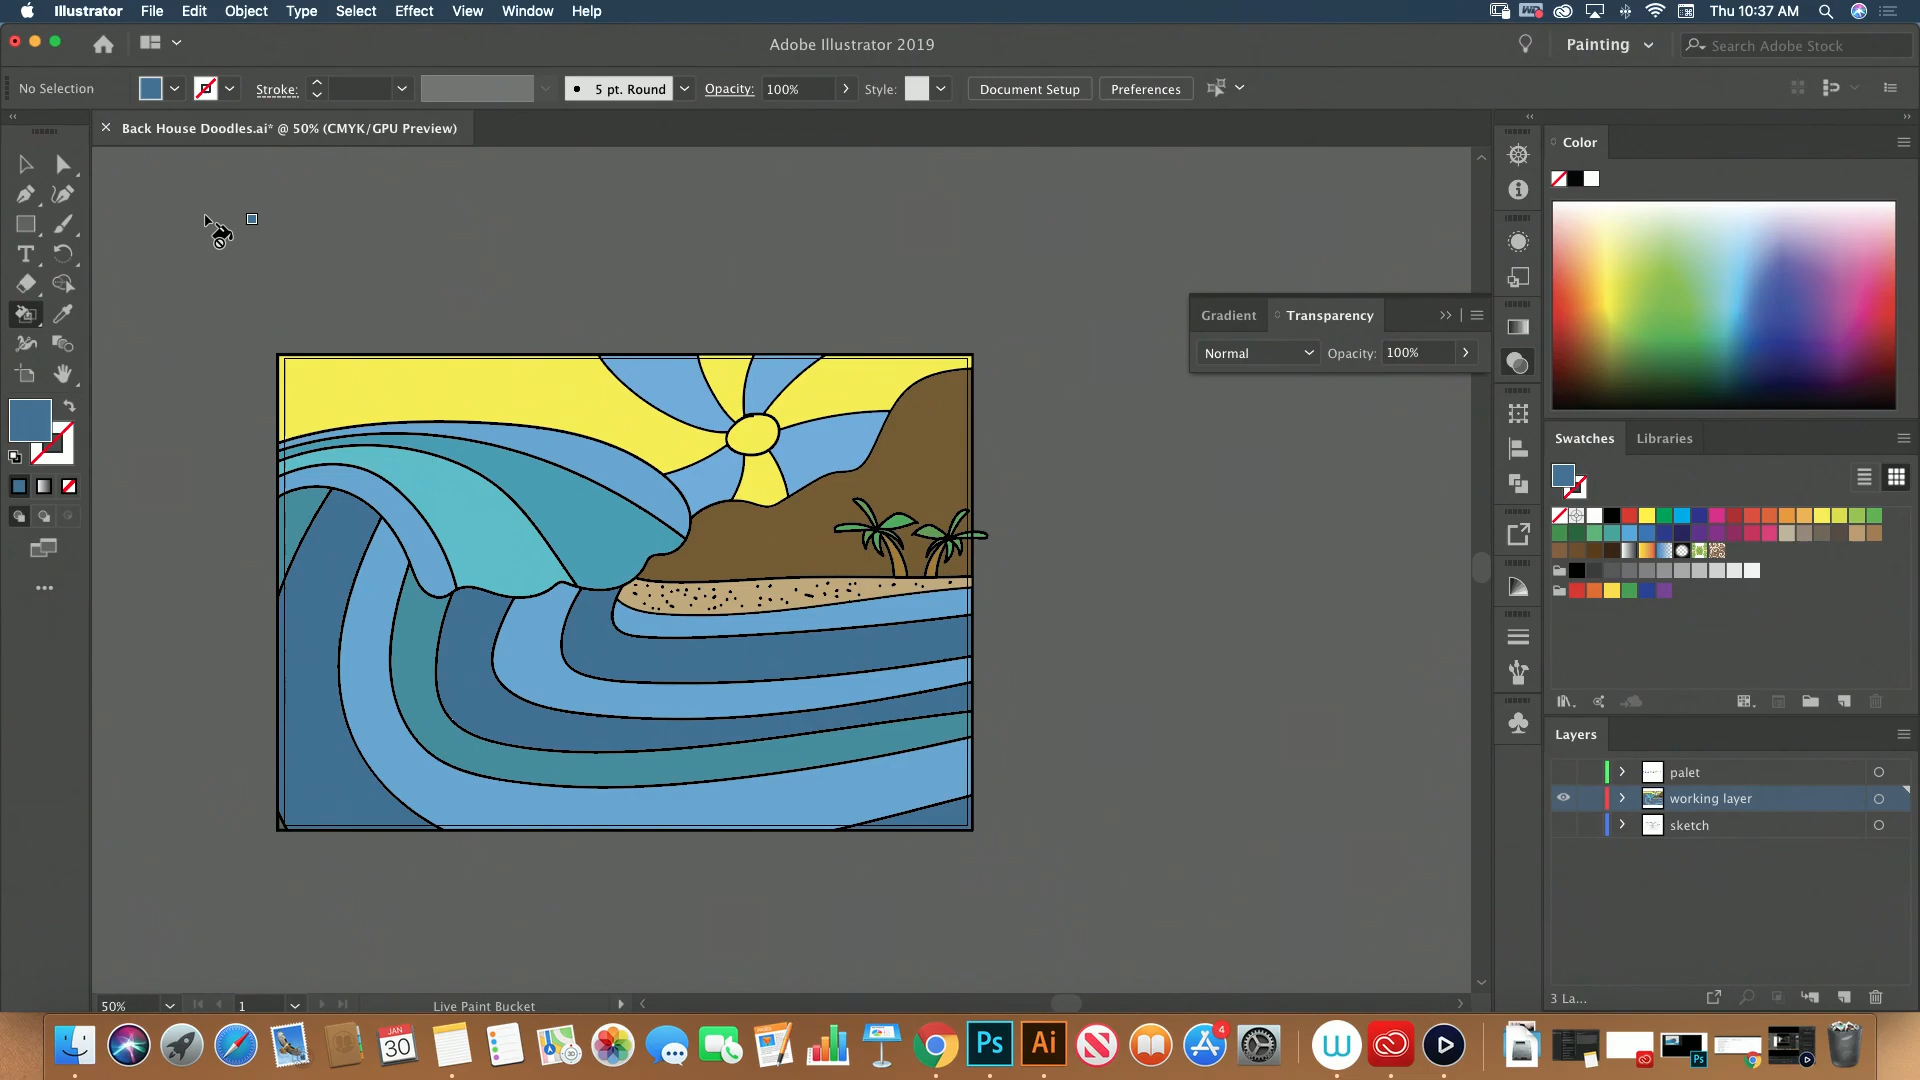 Illustrator File Edit Object Type Select Effect View Window Help
Thu 10:37 AM
Adobe Illustrator 2019
Painting
Search Adobe Stock
No Selection
Stroke:
5 pt. Round
Opacity: 100%
Style:
Document Setup
Preferences
Back House Doodles.ai* @ 50% (CMYK/GPU Preview)
Color
Gradient
Transparency
Normal
Opacity: 100%
Swatches
Libraries
Layers
palet
working layer
sketch
3 La...
50%
1
Live Paint Bucket
JAN
30
Ps
Ai
4